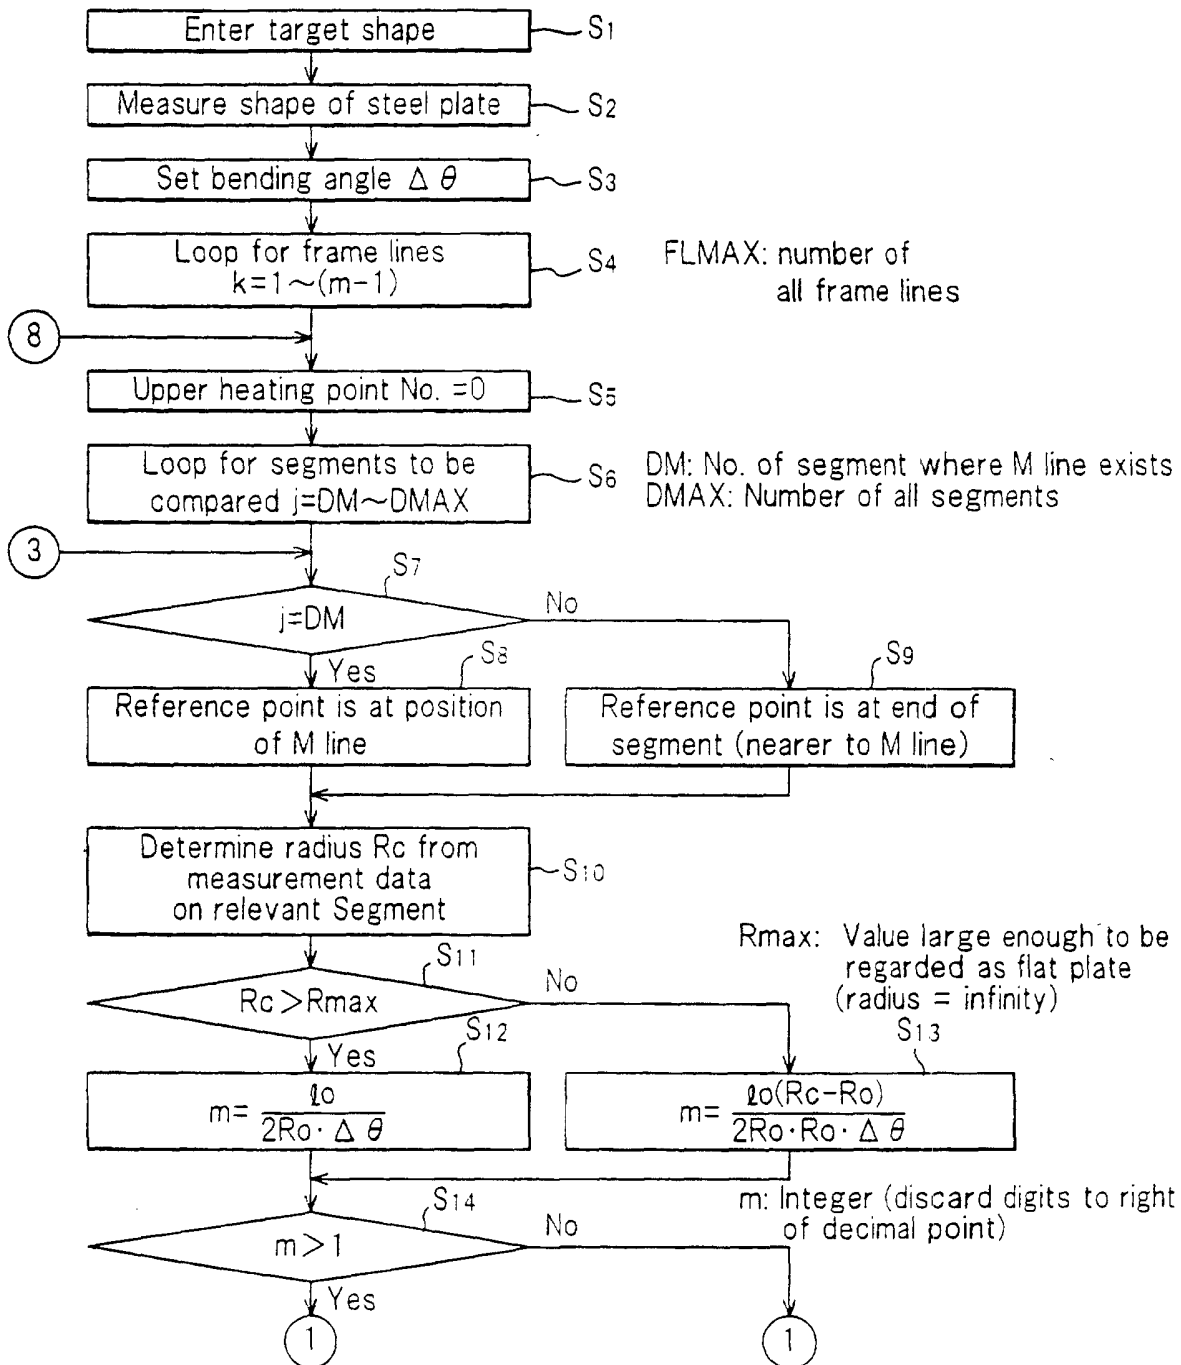 Enter target shape
S1
Measure shape of steel plate
S2
Set bending angle Δ θ
S3
Loop for frame lines
k=1~(m-1)
S4
FLMAX: number of
all frame lines
8
Upper heating point No. =0
S5
Loop for segments to be
compared j=DM~DMAX
S6
DM: No. of segment where M line exists
DMAX: Number of all segments
3
S7
j=DM
No
Yes
S8
Reference point is at position
of M line
S9
Reference point is at end of
segment (nearer to M line)
Determine radius Rc from
measurement data
on relevant Segment
S10
Rmax: Value large enough to be
regarded as flat plate
(radius = infinity)
S11
Rc>Rmax
No
Yes
S12
m= ℓo
2Ro· Δ θ
S13
m= ℓo(Rc-Ro)
2Ro·Ro· Δ θ
m: Integer (discard digits to right
of decimal point)
S14
m>1
No
Yes
1
1